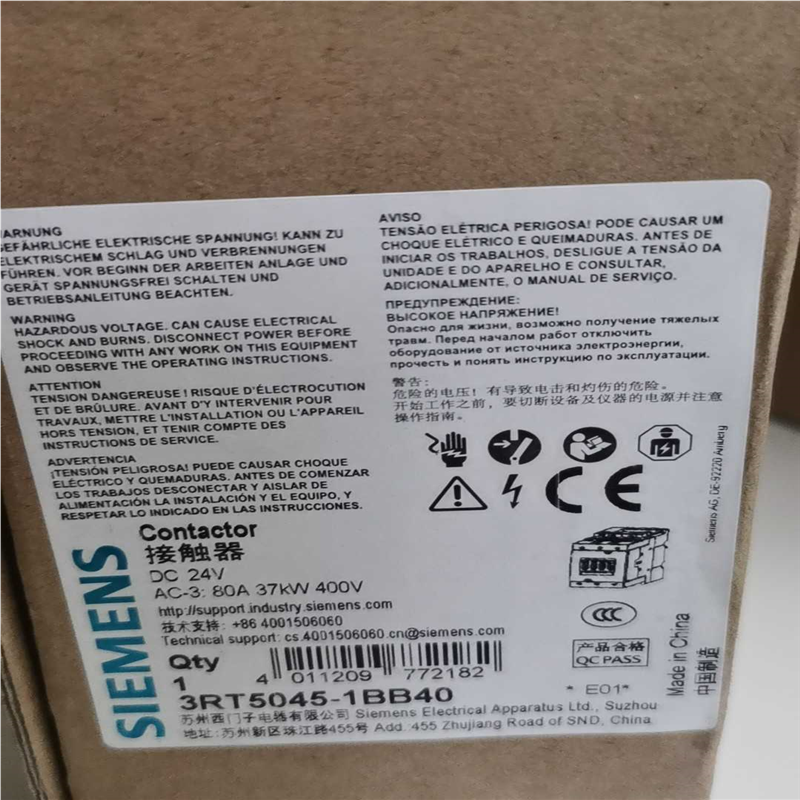 ARNUNG
GEFÄHRLICHE ELEKTRISCHE SPANNUNG! KANN ZU
ELEKTRISCHEM SCHLAG UND VERBRENNUNGEN
FÜHREN. VOR BEGINN DER ARBEITEN ANLAGE UND
GERÄT SPANNUNGSFREI SCHALTEN UND
BETRIEBSANLEITUNG BEACHTEN.
WARNING
HAZARDOUS VOLTAGE. CAN CAUSE ELECTRICAL
SHOCK AND BURNS. DISCONNECT POWER BEFORE
PROCEEDING WITH ANY WORK ON THIS EQUIPMENT
AND OBSERVE THE OPERATING INSTRUCTIONS.
ATTENTION
TENSION DANGEREUSE! RISQUE D'ÉLECTROCUTION
ET DE BRÛLURE. AVANT D'Y INTERVENIR POUR
TRAVAUX, METTRE L'INSTALLATION OU L'APPAREIL
HORS TENSION, ET TENIR COMPTE DES
INSTRUCTIONS DE SERVICE.
ADVERTENCIA
¡TENSIÓN PELIGROSA! PUEDE CAUSAR CHOQUE
ELÉCTRICO Y QUEMADURAS. ANTES DE COMENZAR
LOS TRABAJOS DESCONECTAR Y AISLAR DE
ALIMENTACIÓN LA INSTALACIÓN Y EL EQUIPO, Y
RESPETAR LO INDICADO EN LAS INSTRUCCIONES.
AVISO
TENSÃO ELÉTRICA PERIGOSA! PODE CAUSAR UM
CHOQUE ELÉTRICO E QUEIMADURAS. ANTES DE
INICIAR OS TRABALHOS, DESLIGUE A TENSÃO DA
UNIDADE E DO APARELHO E CONSULTAR,
ADICIONALMENTE, O MANUAL DE SERVIÇO.
ПРЕДУПРЕЖДЕНИЕ:
ВЫСОКОЕ НАПРЯЖЕНИЕ!
Опасно для жизни, возможно получение тяжелых
травм. Перед началом работ отключить
оборудование от источника электроэнергии,
прочесть и понять инструкцию по эксплуатации.
警告:
危险的电压! 有导致电击和灼伤的危险。
开始工作之前, 要切断设备及仪器的电源并注意
操作指南。
CE
Siemens AG, DE-92220 Amberg
SIEMENS
Contactor
接触器
DC 24V
AC-3: 80A 37kW 400V
http://support.industry.siemens.com
技术支持: +86 4001506060
Technical support: cs.4001506060.cn@siemens.com
Qty
1
4 011209 772182
3RT5045-1BB40
苏州西门子电器有限公司 Siemens Electrical Apparatus Ltd., Suzhou
地址: 苏州新区珠江路455号 Add 455 Zhujiang Road of SND, China
CCC
产品合格
QC PASS
* E01*
Made in China
中国制造